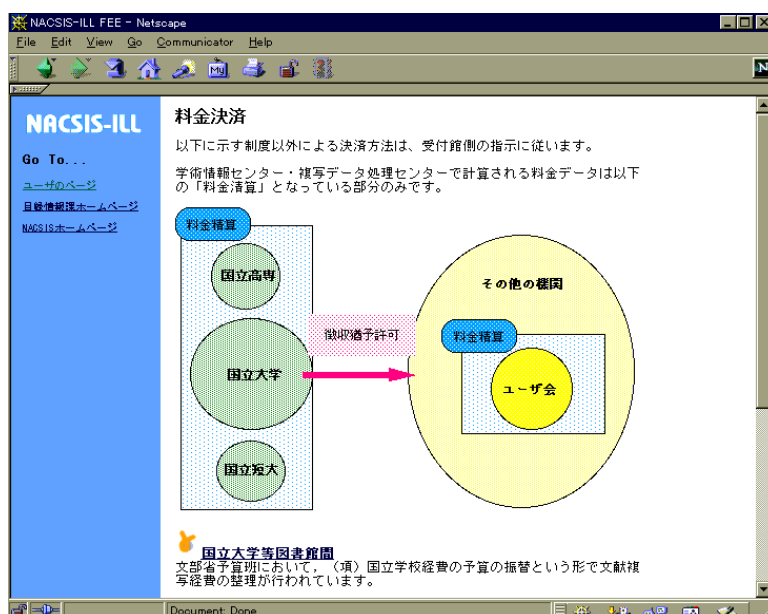 NACSIS-ILL FEE - Netscape
File Edit View Go Communicator Help
My
N
NACSIS-ILL
Go To...
ユーザのページ
目録情報課ホームページ
NACSISホームページ
料金決済
以下に示す制度以外による決済方法は、受付館側の指示に従います。
学術情報センター・複写データ処理センターで計算される料金データは以下
の「料金清算」となっている部分のみです。
料金精算
国立高専
国立大学
国立短大
徴収猶予許可
その他の機関
料金精算
ユーザ会
国立大学等図書館間
文部省予算班において，（項）国立学校経費の予算の振替という形で文献複
写経費の整理が行われています。
Document: Done